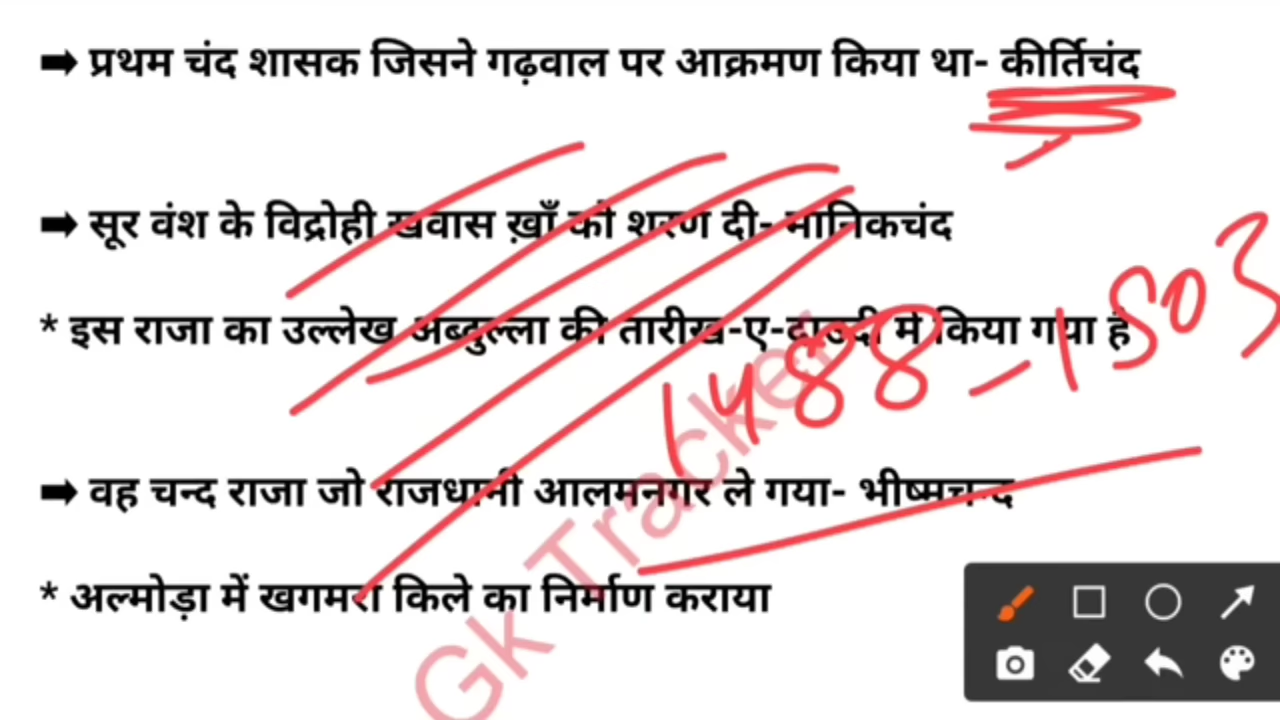 ➡ प्रथम चंद शासक जिसने गढ़वाल पर आक्रमण किया था- कीर्तिचंद
➡ सूर वंश के विद्रोही खवास ख़ाँ को शरण दी- मानिकचंद
* इस राजा का उल्लेख अब्दुल्ला की तारीख-ए-दाउदी में किया गया है
1488-1503
➡ वह चन्द राजा जो राजधानी आलमनगर ले गया- भीष्मचन्द
* अल्मोड़ा में खगमरा किले का निर्माण कराया
Gk Tracker